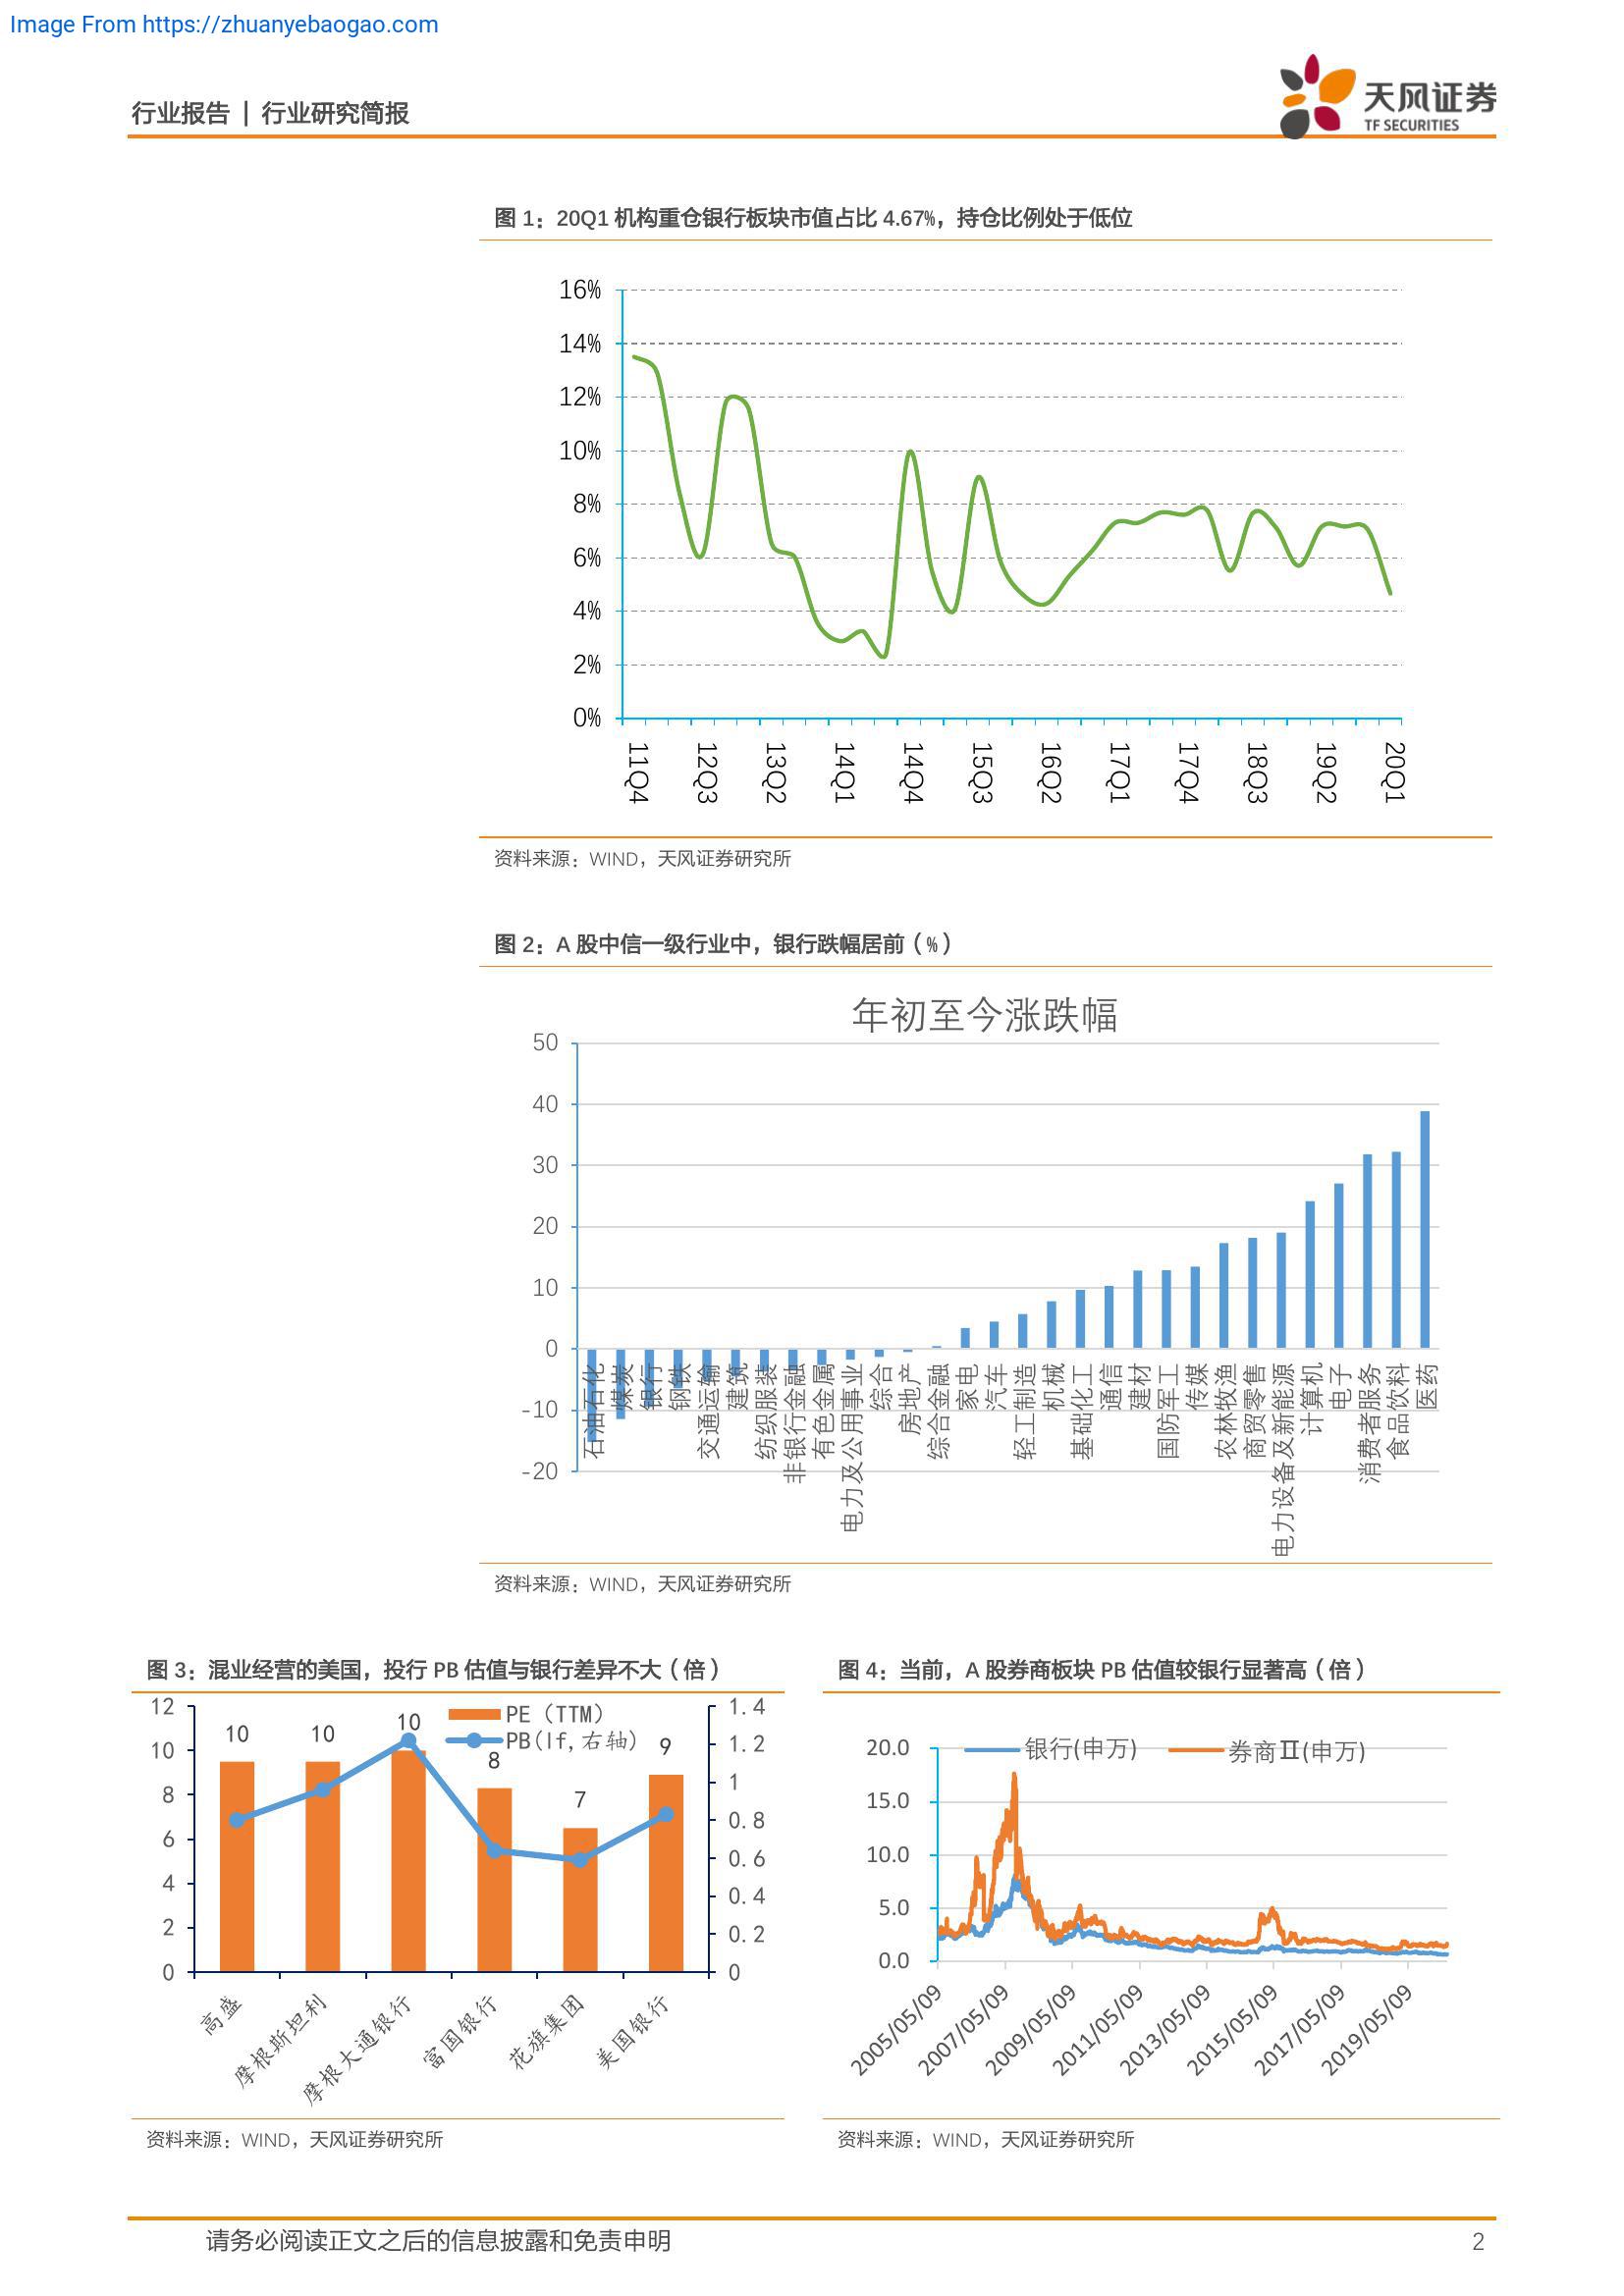 Image From https://zhuanyebaogao.com
行业报告 | 行业研究简报
天风证券
TF SECURITIES
图 1：20Q1 机构重仓银行板块市值占比 4.67%，持仓比例处于低位
16%
14%
12%
10%
8%
6%
4%
2%
0%
11Q4 12Q3 13Q2 14Q1 14Q4 15Q3 16Q2 17Q1 17Q4 18Q3 19Q2 20Q1
资料来源：WIND，天风证券研究所
图 2：A 股中信一级行业中，银行跌幅居前（%）
年初至今涨跌幅
50
40
30
20
10
0
-10
-20
石油石化 煤炭 银行 钢铁 交通运输 建筑 纺织服装 非银行金融 有色金属 电力及公用事业 综合 房地产 综合金融 家电 汽车 轻工制造 机械 基础化工 通信 建材 国防军工 传媒 农林牧渔 商贸零售 电力设备及新能源 计算机 电子 消费者服务 食品饮料 医药
资料来源：WIND，天风证券研究所
图 3：混业经营的美国，投行 PB 估值与银行差异不大（倍）
PE（TTM）
PB(lf,右轴)
12
10
8
6
4
2
0
10 10 10 8 7 9
1.4
1.2
1
0.8
0.6
0.4
0.2
0
高盛 摩根斯坦利 摩根大通银行 富国银行 花旗集团 美国银行
资料来源：WIND，天风证券研究所
图 4：当前，A 股券商板块 PB 估值较银行显著高（倍）
银行(申万) 券商Ⅱ(申万)
20.0
15.0
10.0
5.0
0.0
2005/05/09 2007/05/09 2009/05/09 2011/05/09 2013/05/09 2015/05/09 2017/05/09 2019/05/09
资料来源：WIND，天风证券研究所
请务必阅读正文之后的信息披露和免责申明 2